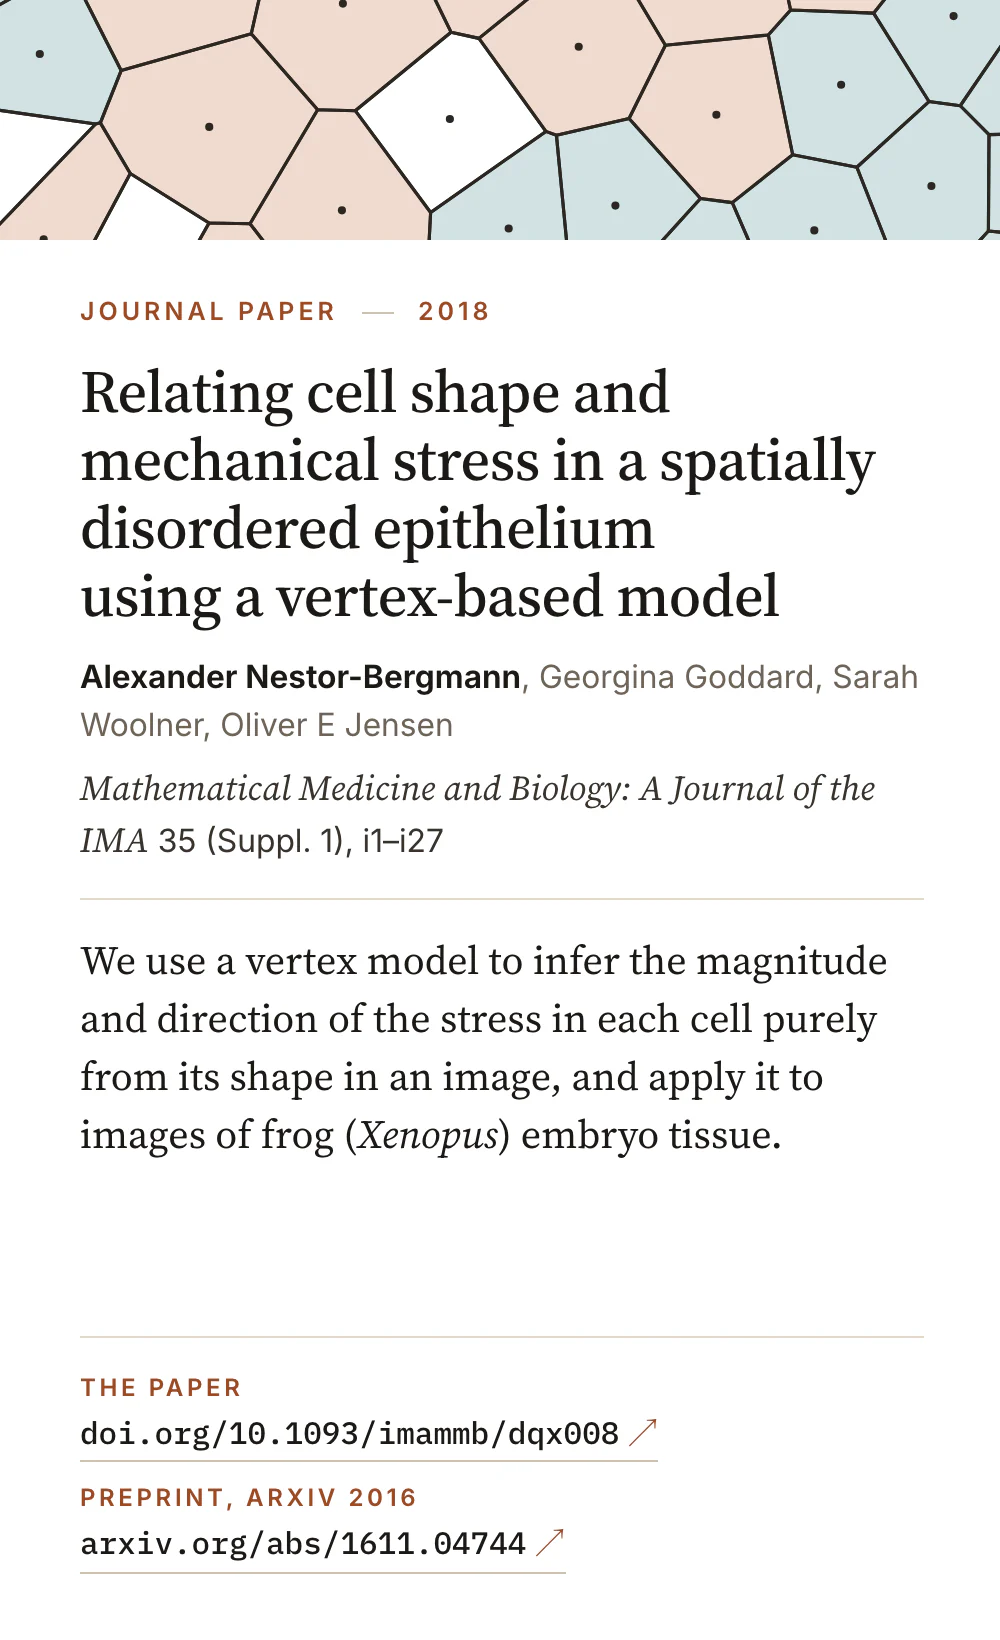 JOURNAL PAPER — 2018
Relating cell shape and
mechanical stress in a spatially
disordered epithelium
using a vertex-based model
Alexander Nestor-Bergmann, Georgina Goddard, Sarah
Woolner, Oliver E Jensen
Mathematical Medicine and Biology: A Journal of the
IMA 35 (Suppl. 1), i1–i27
We use a vertex model to infer the magnitude
and direction of the stress in each cell purely
from its shape in an image, and apply it to
images of frog (Xenopus) embryo tissue.
THE PAPER
doi.org/10.1093/imammb/dqx008 ↗
PREPRINT, ARXIV 2016
arxiv.org/abs/1611.04744 ↗